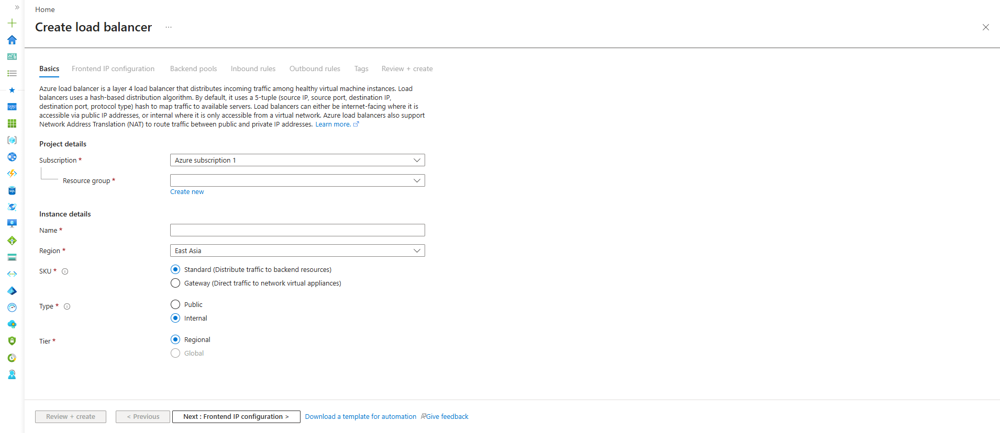 Home
Create load balancer ...
Basics Frontend IP configuration Backend pools Inbound rules Outbound rules Tags Review + create
Azure load balancer is a layer 4 load balancer that distributes incoming traffic among healthy virtual machine instances. Load
balancers uses a hash-based distribution algorithm. By default, it uses a 5-tuple (source IP, source port, destination IP,
destination port, protocol type) hash to map traffic to available servers. Load balancers can either be internet-facing where it is
accessible via public IP addresses, or internal where it is only accessible from a virtual network. Azure load balancers also support
Network Address Translation (NAT) to route traffic between public and private IP addresses. Learn more.
Project details
Subscription * Azure subscription 1
Resource group *
Create new
Instance details
Name *
Region * East Asia
SKU * Standard (Distribute traffic to backend resources)
Gateway (Direct traffic to network virtual appliances)
Type * Public
Internal
Tier * Regional
Global
Review + create < Previous Next : Frontend IP configuration > Download a template for automation Give feedback